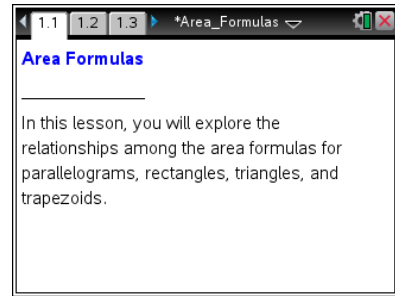 1.1 1.2 1.3 *Area_Formulas
Area Formulas
In this lesson, you will explore the
relationships among the area formulas for
parallelograms, rectangles, triangles, and
trapezoids.